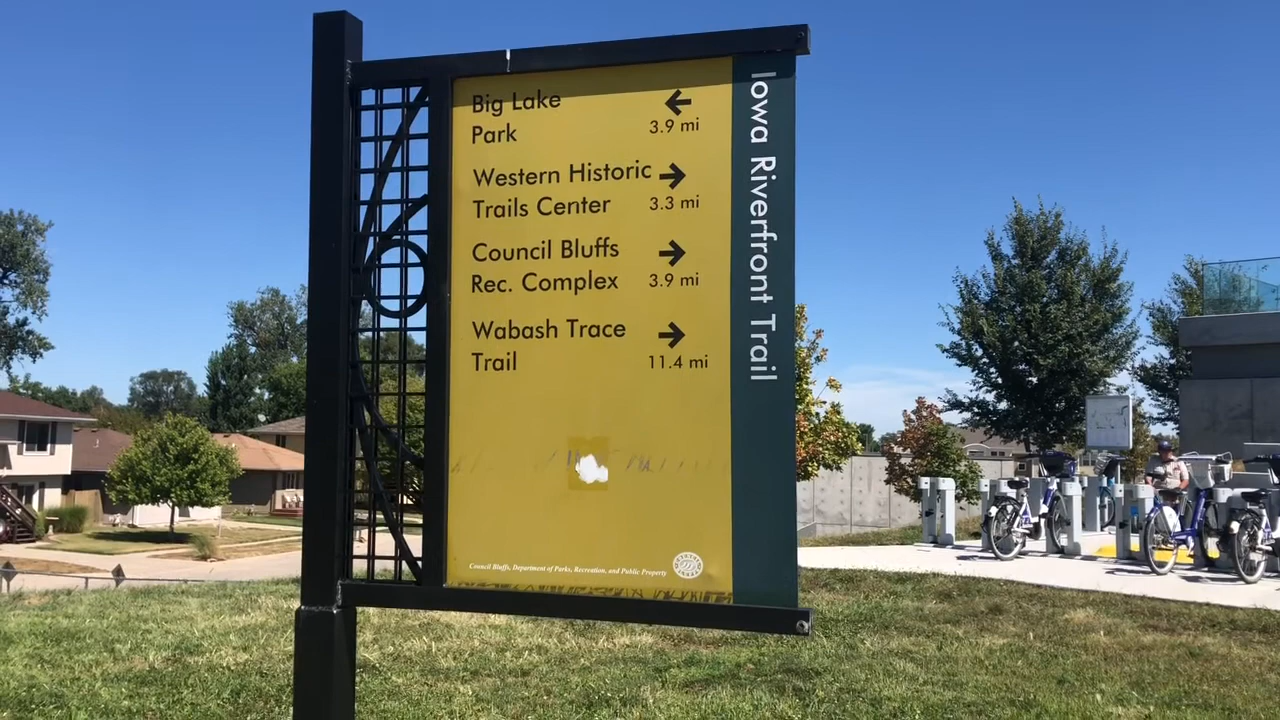 Big Lake
Park
3.9 mi
Western Historic
Trails Center
3.3 mi
Council Bluffs
Rec. Complex
3.9 mi
Wabash Trace
Trail
11.4 mi
Council Bluffs, Department of Parks, Recreation, and Public Property
Iowa Riverfront Trail